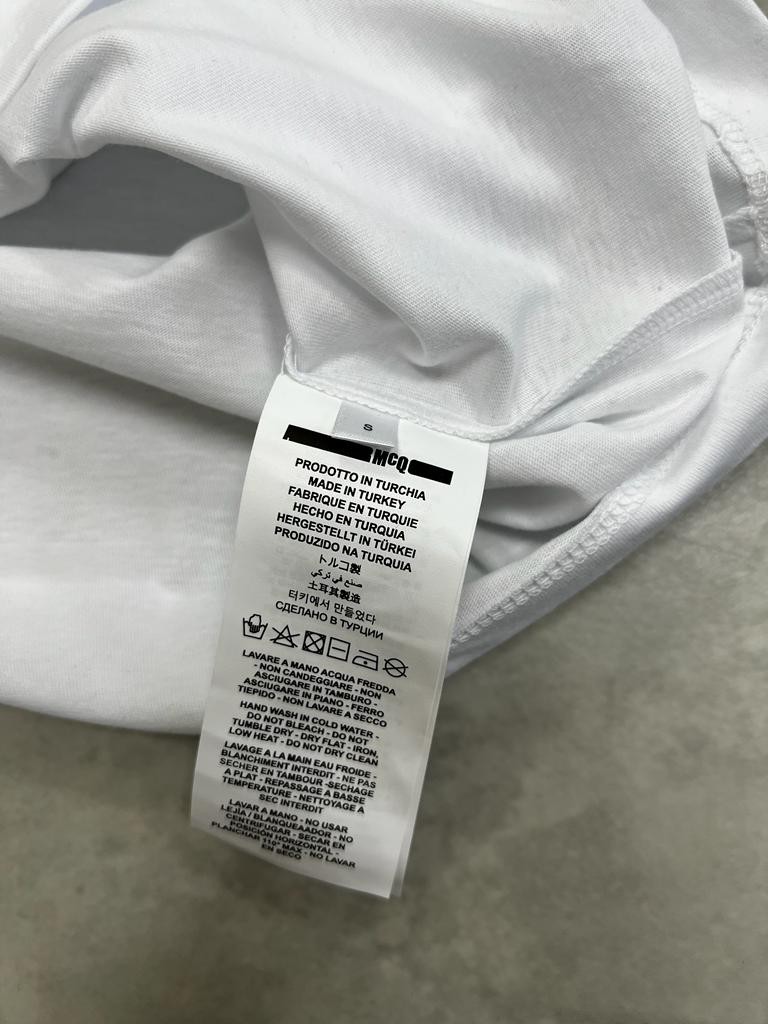 S
McQ
PRODOTTO IN TURCHIA
MADE IN TURKEY
FABRIQUE EN TURQUIE
HECHO EN TURQUIA
HERGESTELLT IN TÜRKEI
PRODUZIDO NA TURQUIA
トルコ製
صنع في تركي
土耳其製造
터키에서 만들었다
СДЕЛАНО В ТУРЦИИ
LAVARE A MANO ACQUA FREDDA
- NON CANDEGGIARE - NON
ASCIUGARE IN TAMBURO -
ASCIUGARE IN PIANO - FERRO
TIEPIDO - NON LAVARE A SECCO
HAND WASH IN COLD WATER -
DO NOT BLEACH - DO NOT
TUMBLE DRY - DRY FLAT - IRON,
LOW HEAT - DO NOT DRY CLEAN
LAVAGE A LA MAIN EAU FROIDE -
BLANCHIMENT INTERDIT - NE PAS
SECHER EN TAMBOUR -SECHAGE
A PLAT - REPASSAGE A BASSE
TEMPERATURE - NETTOYAGE A
SEC INTERDIT
LAVAR A MANO - NO USAR
LEJÍA / BLANQUEAADOR - NO
CENTRIFUGAR - SECAR EN
POSICIÓN HORIZONTAL -
PLANCHAR 110° MAX - NO LAVAR
EN SECO